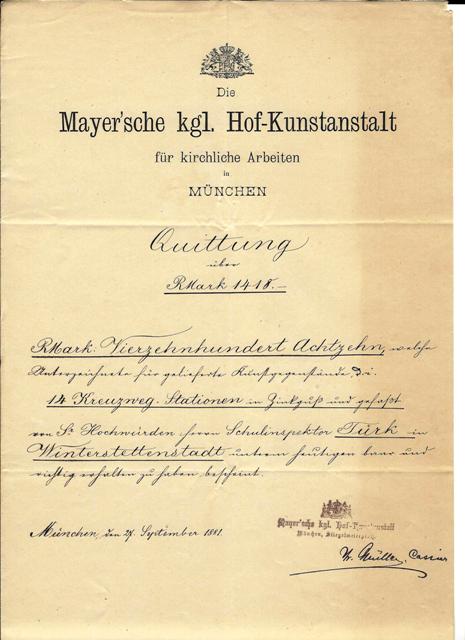 Die
Mayer'sche kgl. Hof-Kunstanstalt
für kirchliche Arbeiten
in
MÜNCHEN
Quittung
über
RMark 1418.—
RMark: Vierzehnhundert Achtzehn, welche
Unterzeichnete für gelieferte Kunstgegenstände, d. i.
14 Kreuzweg-Stationen in Zinkguß und gefaßt
von Sr Hochwürden Herrn Schulinspektor Türk in
Winterstettenstadt unterm heutigen baar und
richtig erhalten zu haben bescheint.
München, den 27. September 1881.
Mayer'sche kgl. Hof-Kunstanstalt
München, Stiglmaierplatz
Müller, Cassier